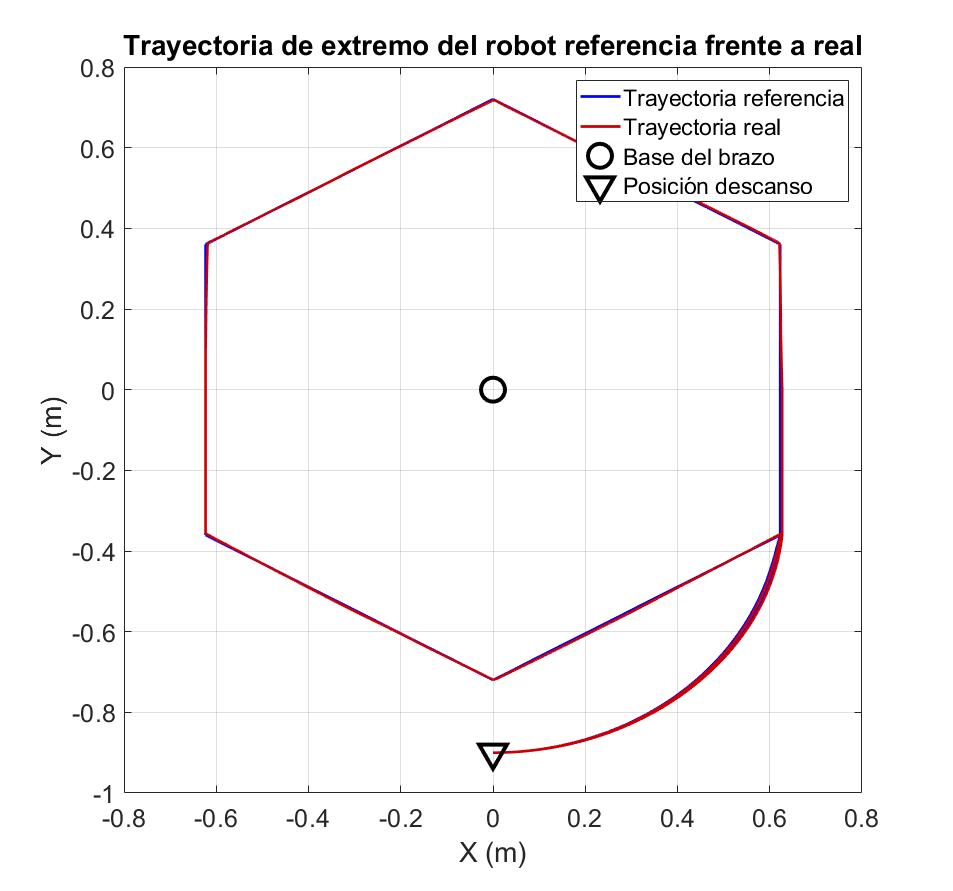 Trayectoria de extremo del robot referencia frente a real
0.8
Trayectoria referencia
Trayectoria real
Base del brazo
Posición descanso
0.6
0.4
0.2
0
-0.2
-0.4
-0.6
-0.8
-1
Y (m)
-0.8 -0.6 -0.4 -0.2 0 0.2 0.4 0.6 0.8
X (m)